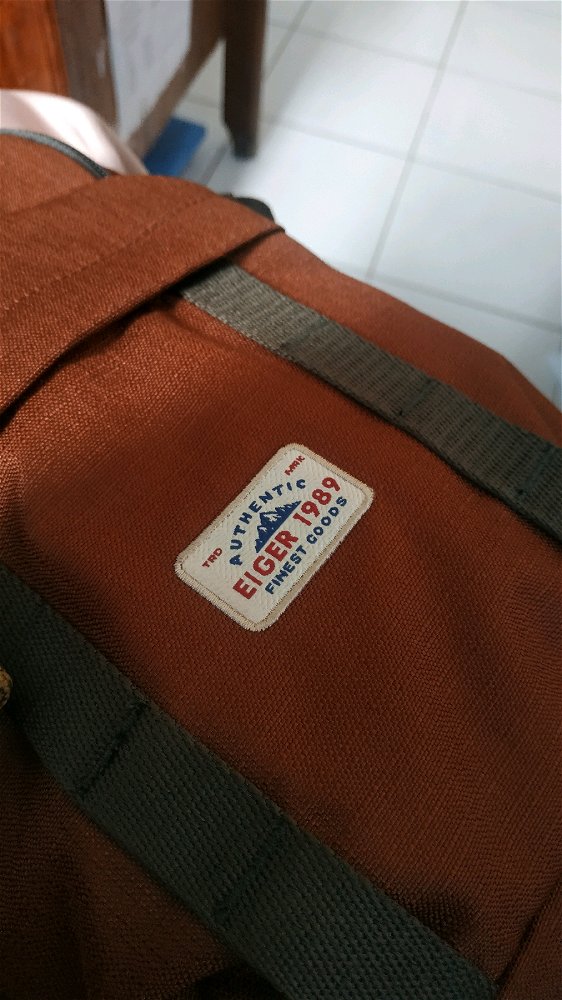 TRD MRK
AUTHENTIC
EIGER 1989
FINEST GOODS